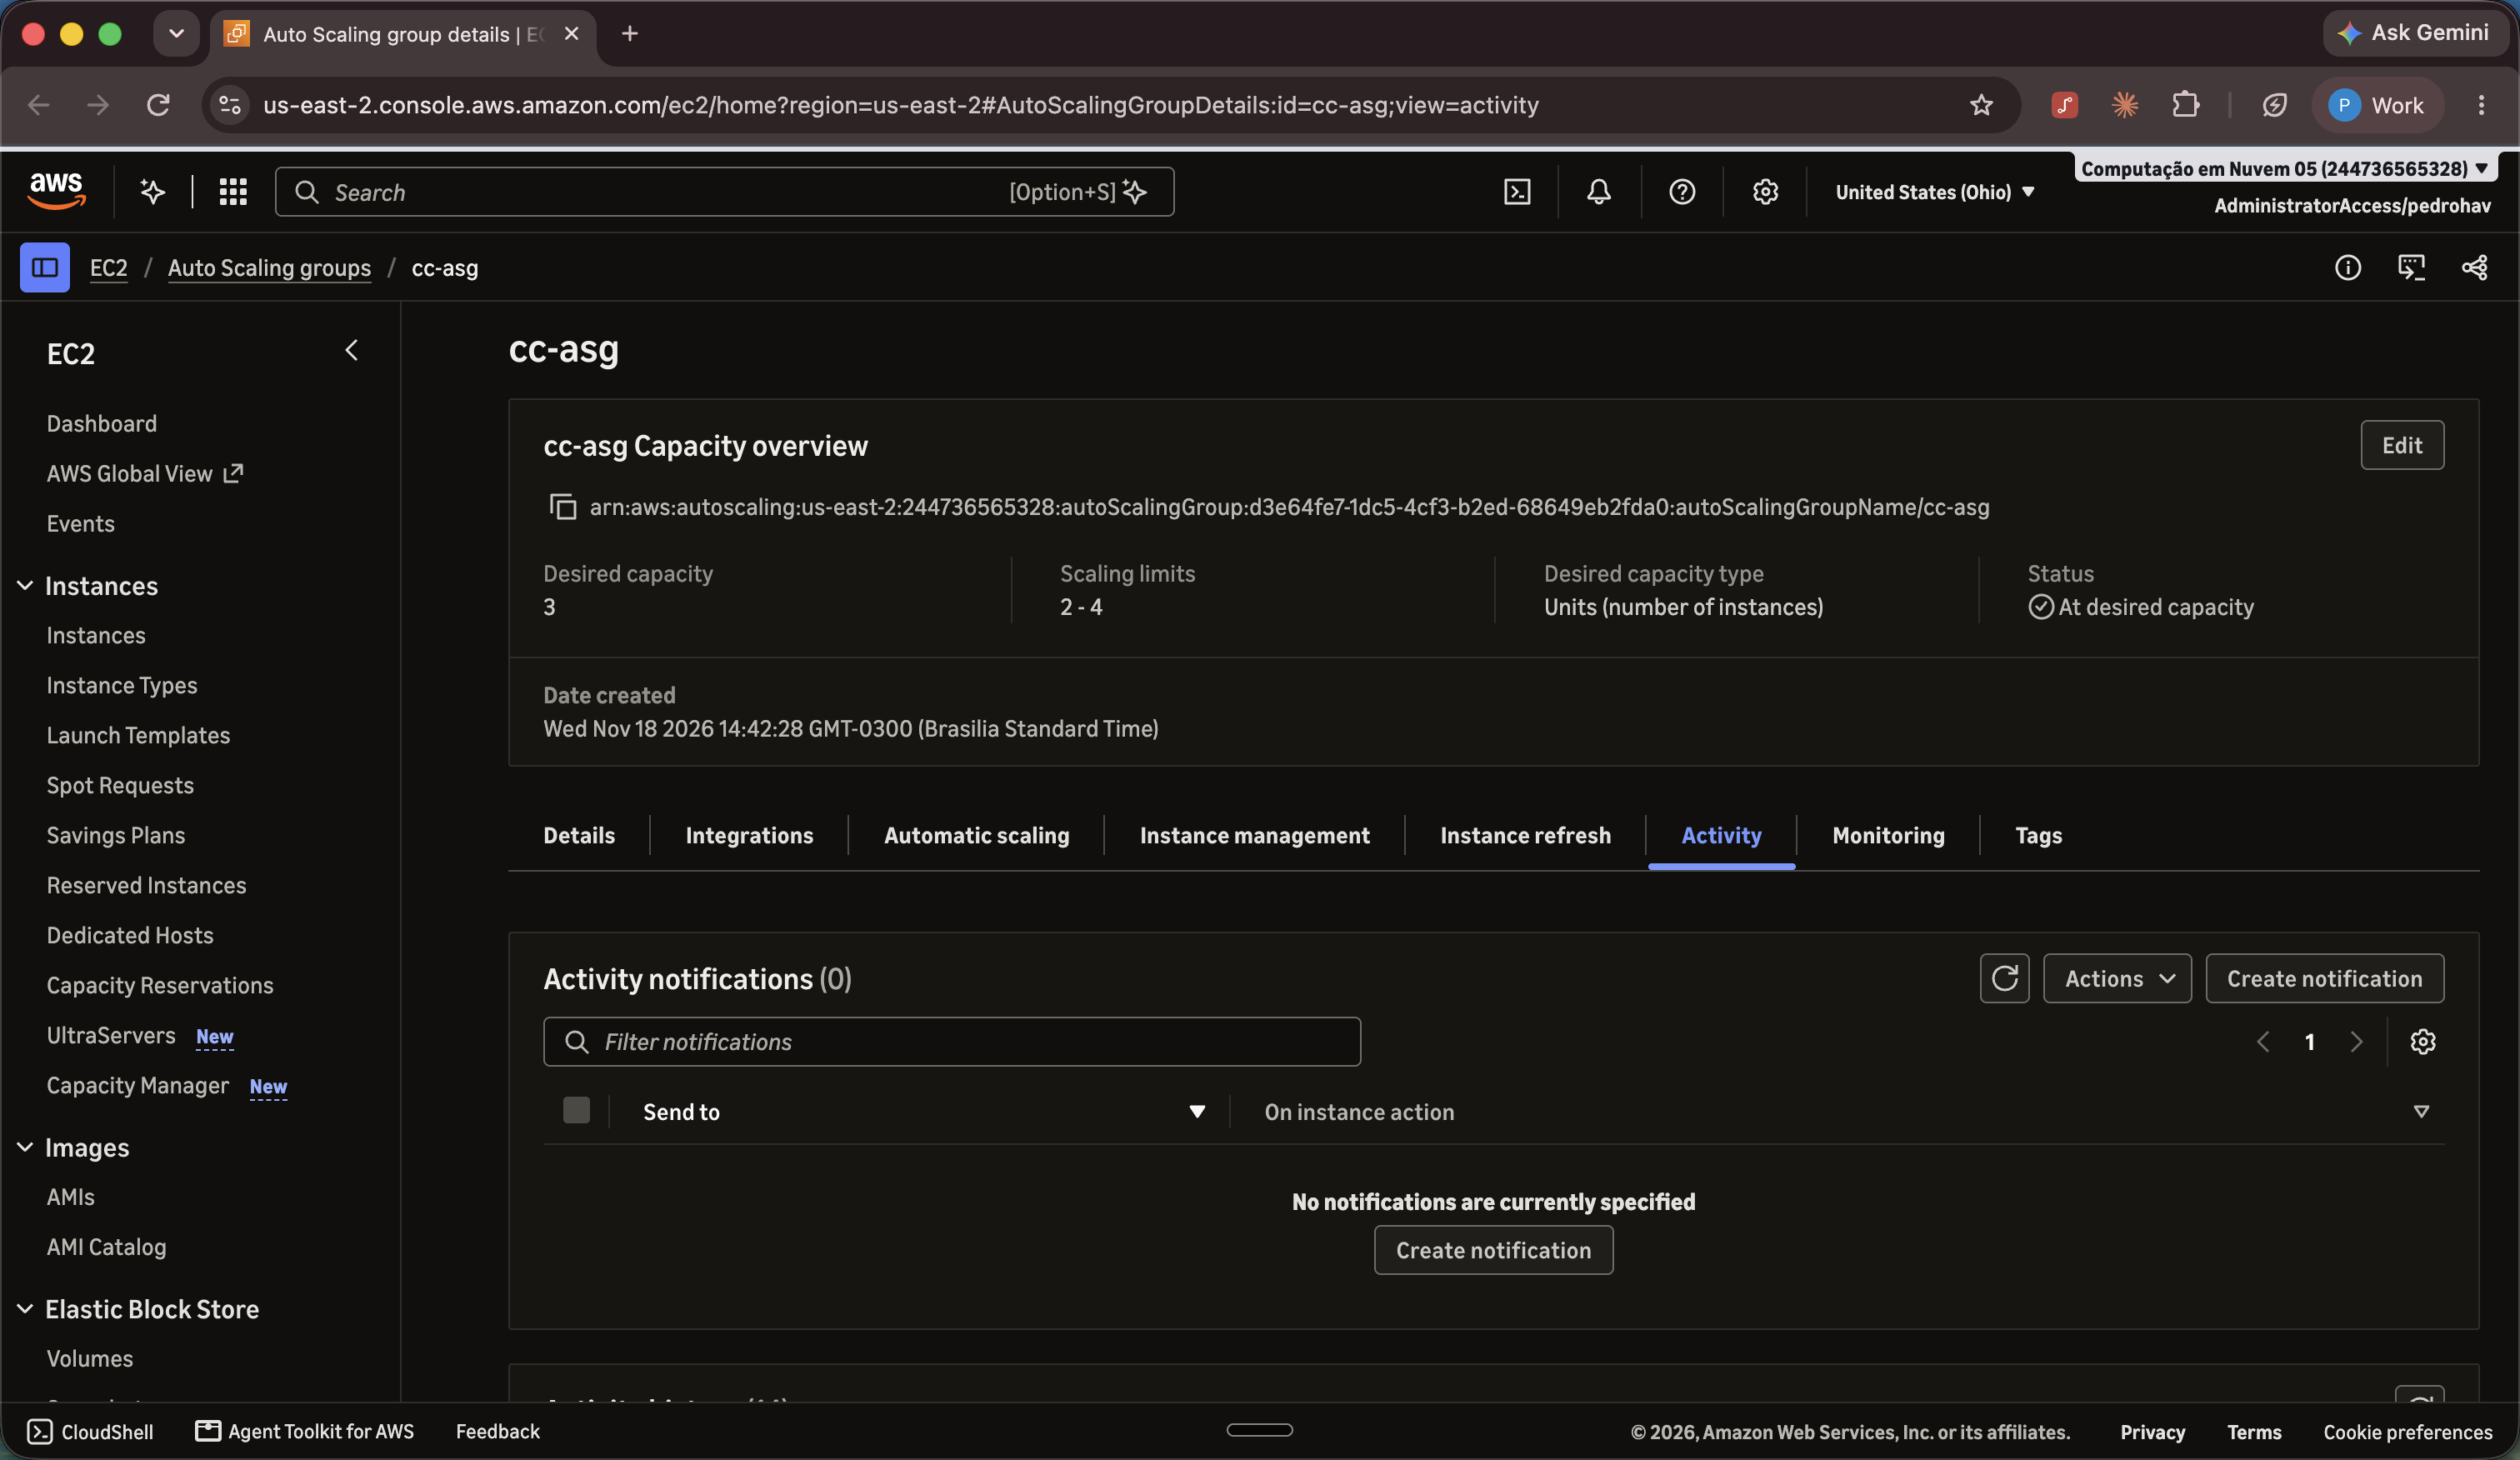 Auto Scaling group details | EC
Ask Gemini
us-east-2.console.aws.amazon.com/ec2/home?region=us-east-2#AutoScalingGroupDetails:id=cc-asg;view=activity
P Work
aws
Search [Option+S]
United States (Ohio)
Computação em Nuvem 05 (244736565328)
AdministratorAccess/pedrohav
EC2 / Auto Scaling groups / cc-asg
EC2
Dashboard
AWS Global View
Events
Instances
Instances
Instance Types
Launch Templates
Spot Requests
Savings Plans
Reserved Instances
Dedicated Hosts
Capacity Reservations
UltraServers New
Capacity Manager New
Images
AMIs
AMI Catalog
Elastic Block Store
Volumes
cc-asg
cc-asg Capacity overview
Edit
arn:aws:autoscaling:us-east-2:244736565328:autoScalingGroup:d3e64fe7-1dc5-4cf3-b2ed-68649eb2fda0:autoScalingGroupName/cc-asg
Desired capacity
3
Scaling limits
2 - 4
Desired capacity type
Units (number of instances)
Status
At desired capacity
Date created
Wed Nov 18 2026 14:42:28 GMT-0300 (Brasilia Standard Time)
Details Integrations Automatic scaling Instance management Instance refresh Activity Monitoring Tags
Activity notifications (0)
Actions
Create notification
Filter notifications
1
Send to
On instance action
No notifications are currently specified
Create notification
CloudShell
Agent Toolkit for AWS
Feedback
© 2026, Amazon Web Services, Inc. or its affiliates.
Privacy
Terms
Cookie preferences